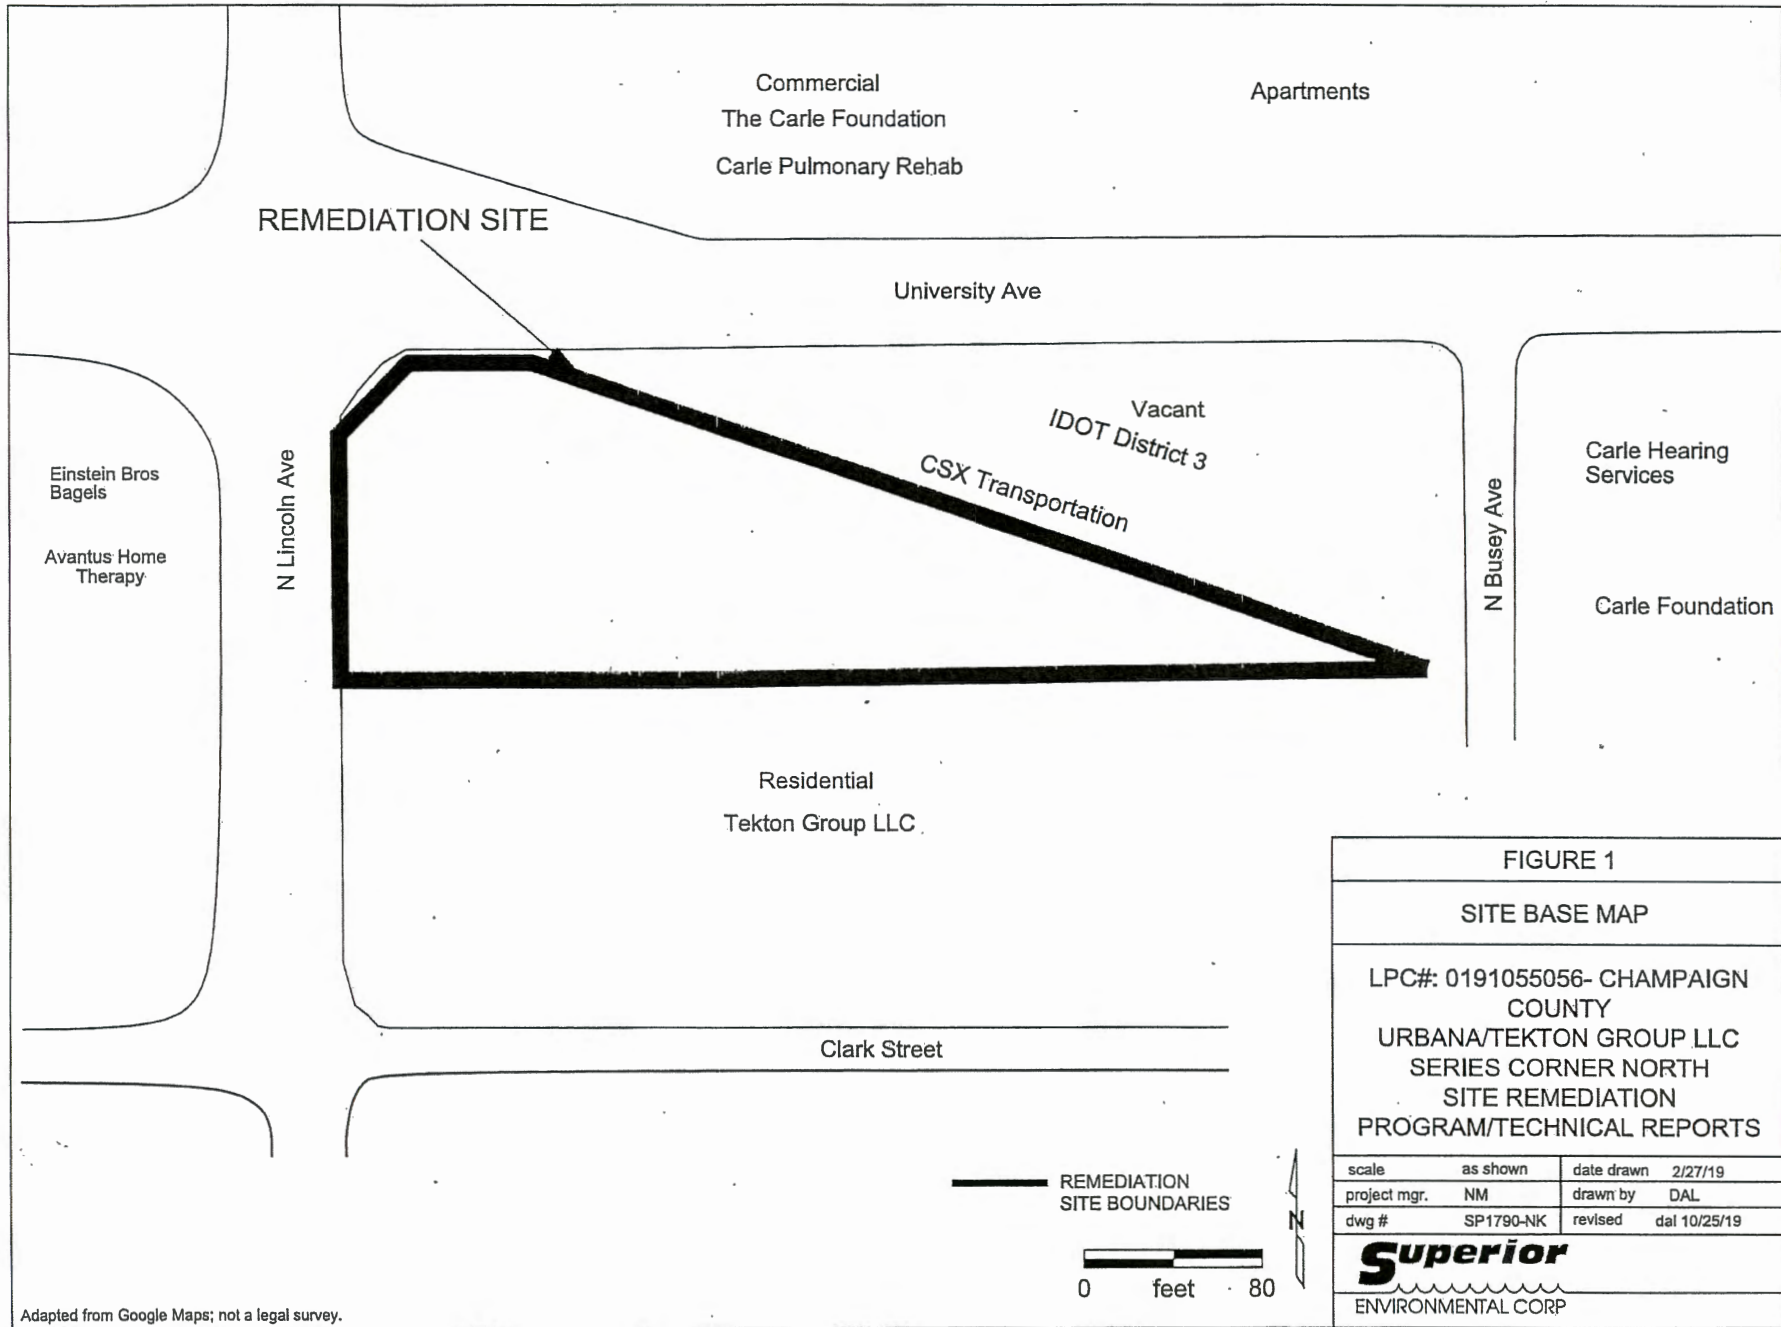 Commercial
The Carle Foundation
Carle Pulmonary Rehab
Apartments
REMEDIATION SITE
University Ave
Vacant
IDOT District 3
CSX Transportation
Einstein Bros
Bagels
Avantus Home
Therapy
N Lincoln Ave
N Busey Ave
Carle Hearing
Services
Carle Foundation
Residential
Tekton Group LLC
Clark Street
REMEDIATION
SITE BOUNDARIES
N
0 feet 80
Adapted from Google Maps; not a legal survey.
FIGURE 1
SITE BASE MAP
LPC#: 0191055056- CHAMPAIGN
COUNTY
URBANA/TEKTON GROUP LLC
SERIES CORNER NORTH
SITE REMEDIATION
PROGRAM/TECHNICAL REPORTS
scale as shown date drawn 2/27/19
project mgr. NM drawn by DAL
dwg # SP1790-NK revised dal 10/25/19
Superior
ENVIRONMENTAL CORP